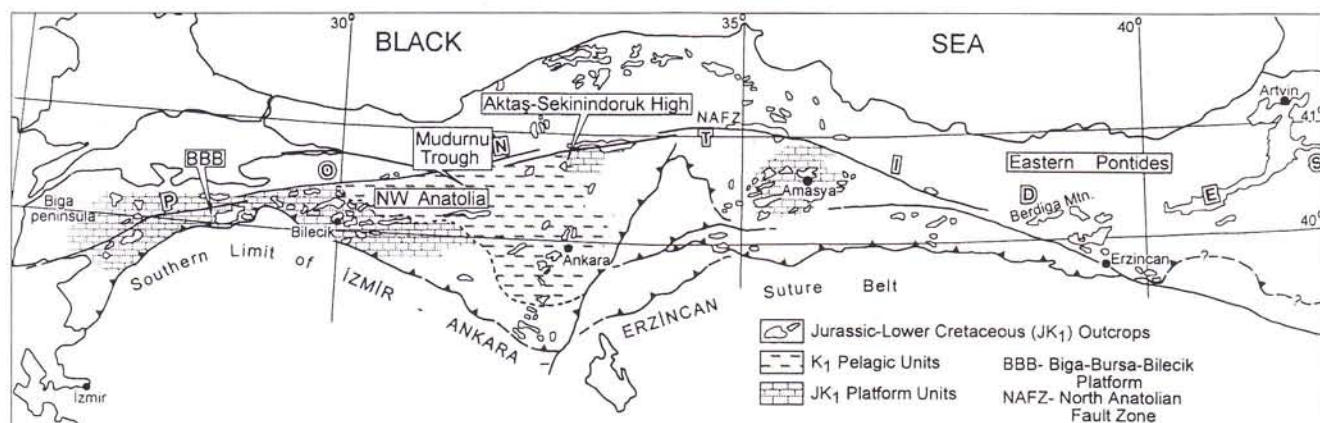 30°
35°
40°
BLACK
SEA
Aktaş-Sekinindoruk High
Artvin
NAFZ
41°
Mudurnu
Trough
N
T
BBB
O
I
Eastern Pontides
S
P
NW Anatolia
Amasya
D
E
Biga
peninsula
Berdiga Mtn.
Bilecik
40°
Ankara
Erzincan
?
?
Southern Limit of İZMİR - ANKARA ERZİNCAN Suture Belt
Jurassic-Lower Cretaceous (JK1) Outcrops
K1 Pelagic Units
BBB- Biga-Bursa-Bilecik
Platform
JK1 Platform Units
NAFZ- North Anatolian
Fault Zone
İzmir